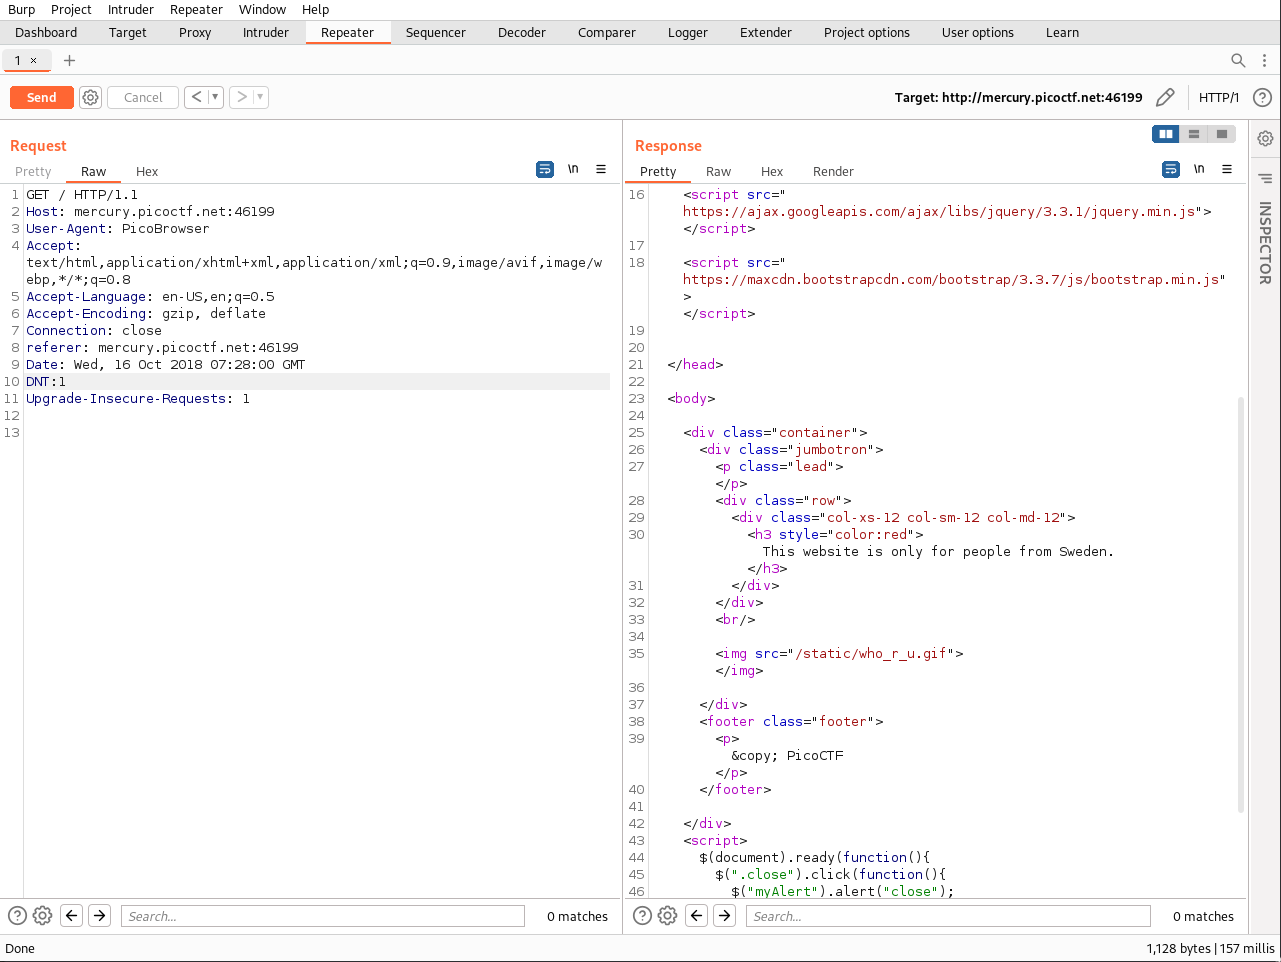 Burp Project Intruder Repeater Window Help
Dashboard Target Proxy Intruder Repeater Sequencer Decoder Comparer Logger Extender Project options User options Learn
1 × +
Send Cancel < > Target: http://mercury.picoctf.net:46199 HTTP/1 ?
Request
Pretty Raw Hex \n
1 GET / HTTP/1.1
2 Host: mercury.picoctf.net:46199
3 User-Agent: PicoBrowser
4 Accept:
text/html,application/xhtml+xml,application/xml;q=0.9,image/avif,image/w
ebp,*/*;q=0.8
5 Accept-Language: en-US,en;q=0.5
6 Accept-Encoding: gzip, deflate
7 Connection: close
8 referer: mercury.picoctf.net:46199
9 Date: Wed, 16 Oct 2018 07:28:00 GMT
10 DNT:1
11 Upgrade-Insecure-Requests: 1
12
13
? Search... 0 matches
Response
Pretty Raw Hex Render \n
16 <script src="
https://ajax.googleapis.com/ajax/libs/jquery/3.3.1/jquery.min.js">
</script>
17
18 <script src="
https://maxcdn.bootstrapcdn.com/bootstrap/3.3.7/js/bootstrap.min.js"
>
</script>
19
20
21 </head>
22
23 <body>
24
25 <div class="container">
26 <div class="jumbotron">
27 <p class="lead">
</p>
28 <div class="row">
29 <div class="col-xs-12 col-sm-12 col-md-12">
30 <h3 style="color:red">
This website is only for people from Sweden.
</h3>
31 </div>
32 </div>
33 <br/>
34
35 <img src="/static/who_r_u.gif">
</img>
36
37 </div>
38 <footer class="footer">
39 <p>
&copy; PicoCTF
</p>
40 </footer>
41
42 </div>
43 <script>
44 $(document).ready(function(){
45 $(".close").click(function(){
46 $("myAlert").alert("close");
? Search... 0 matches
INSPECTOR
Done 1,128 bytes | 157 millis